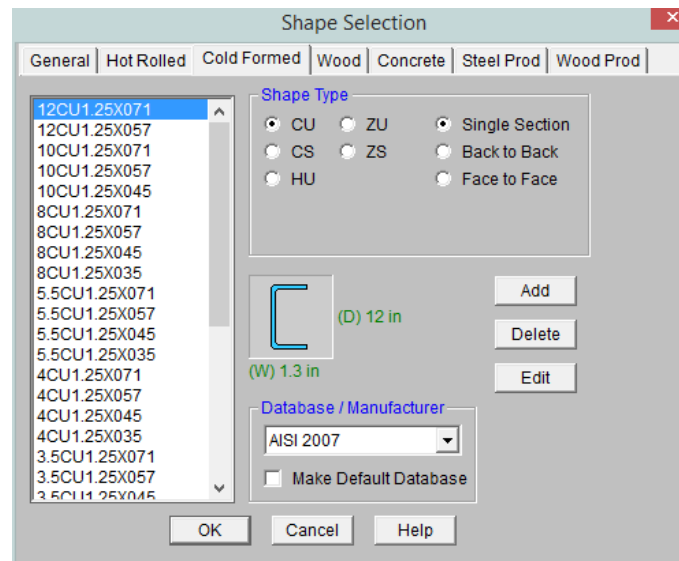 Shape Selection
General
Hot Rolled
Cold Formed
Wood
Concrete
Steel Prod
Wood Prod
12CU1.25X071
12CU1.25X057
10CU1.25X071
10CU1.25X057
10CU1.25X045
8CU1.25X071
8CU1.25X057
8CU1.25X045
8CU1.25X035
5.5CU1.25X071
5.5CU1.25X057
5.5CU1.25X045
5.5CU1.25X035
4CU1.25X071
4CU1.25X057
4CU1.25X045
4CU1.25X035
3.5CU1.25X071
3.5CU1.25X057
3.5CU1.25X045
Shape Type
CU
ZU
Single Section
CS
ZS
Back to Back
HU
Face to Face
(D) 12 in
(W) 1.3 in
Add
Delete
Edit
Database / Manufacturer
AISI 2007
Make Default Database
OK
Cancel
Help